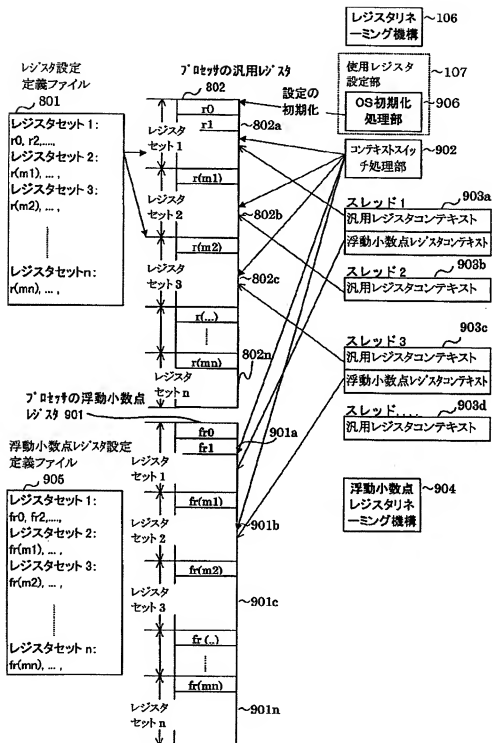 レジスタ設定
定義ファイル
801
レジスタセット1:
r0, r2,....,
レジスタセット2:
r(m1), ... ,
レジスタセット3:
r(m2), ... ,
レジスタセットn:
r(mn), ... ,
プロセッサの汎用レジスタ
802
r0
r1
802a
レジスタ
セット1
r(m1)
レジスタ
セット2
802b
r(m2)
レジスタ
セット3
802c
r(...)
r(mn)
802n
レジスタ
セットn
設定の
初期化
レジスタリネ
ーミング機構
106
使用レジスタ
設定部
107
OS初期化
処理部
906
コンテキストスイッ
チ処理部
902
スレッド1
903a
汎用レジスタコンテキスト
浮動小数点レジスタコンテキスト
スレッド2
903b
汎用レジスタコンテキスト
スレッド3
903c
汎用レジスタコンテキスト
浮動小数点レジスタコンテキスト
スレッド....
903d
汎用レジスタコンテキスト
浮動小数点
レジスタリネ
ーミング機構
904
プロセッサの浮動小数点
レジスタ 901
901a
fr0
fr1
レジスタ
セット1
fr(m1)
レジスタ
セット2
901b
fr(m2)
レジスタ
セット3
901c
fr(..)
fr(mn)
レジスタ
セットn
901n
浮動小数点レジスタ設定
定義ファイル
905
レジスタセット1:
fr0, fr2,....,
レジスタセット2:
fr(m1), ... ,
レジスタセット3:
fr(m2), ... ,
レジスタセットn:
fr(mn), ... ,